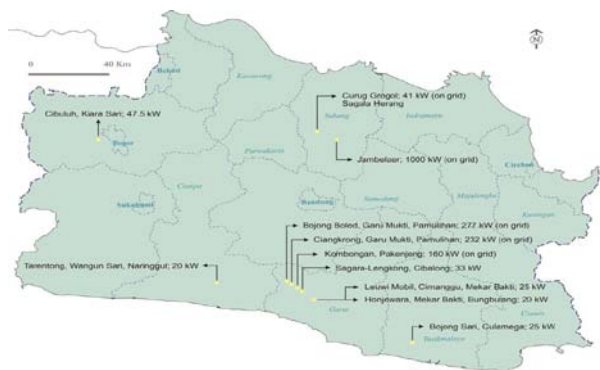 N
0 40 Km
Bekasi
Karawang
Curug Grogol; 41 kW (on grid)
Sagala Herang
Subang
Indramayu
Cibuluh, Kiara Sari; 47.5 kW
Bogor
Purwakarta
Jambelaer; 1000 kW (on grid)
Cirebon
Cianjur
Sukabumi
Bandung
Sumedang
Majalengka
Kuningan
Bojong Boled, Garu Mukti, Pamulihan; 277 kW (on grid)
Ciangkrong, Garu Mukti, Pamulihan; 232 kW (on grid)
Kombongan, Pakenjeng; 160 kW (on grid)
Tarentong, Wangun Sari, Naringgul; 20 kW
Sagara-Lengkong, Cibalong; 33 kW
Leuwi Mobil, Cimanggu, Mekar Bakti; 25 kW
Honjewara, Mekar Bakti, Bungbulang; 20 kW
Garut
Ciamis
Bojong Sari, Culamega; 25 kW
Tasikmalaya